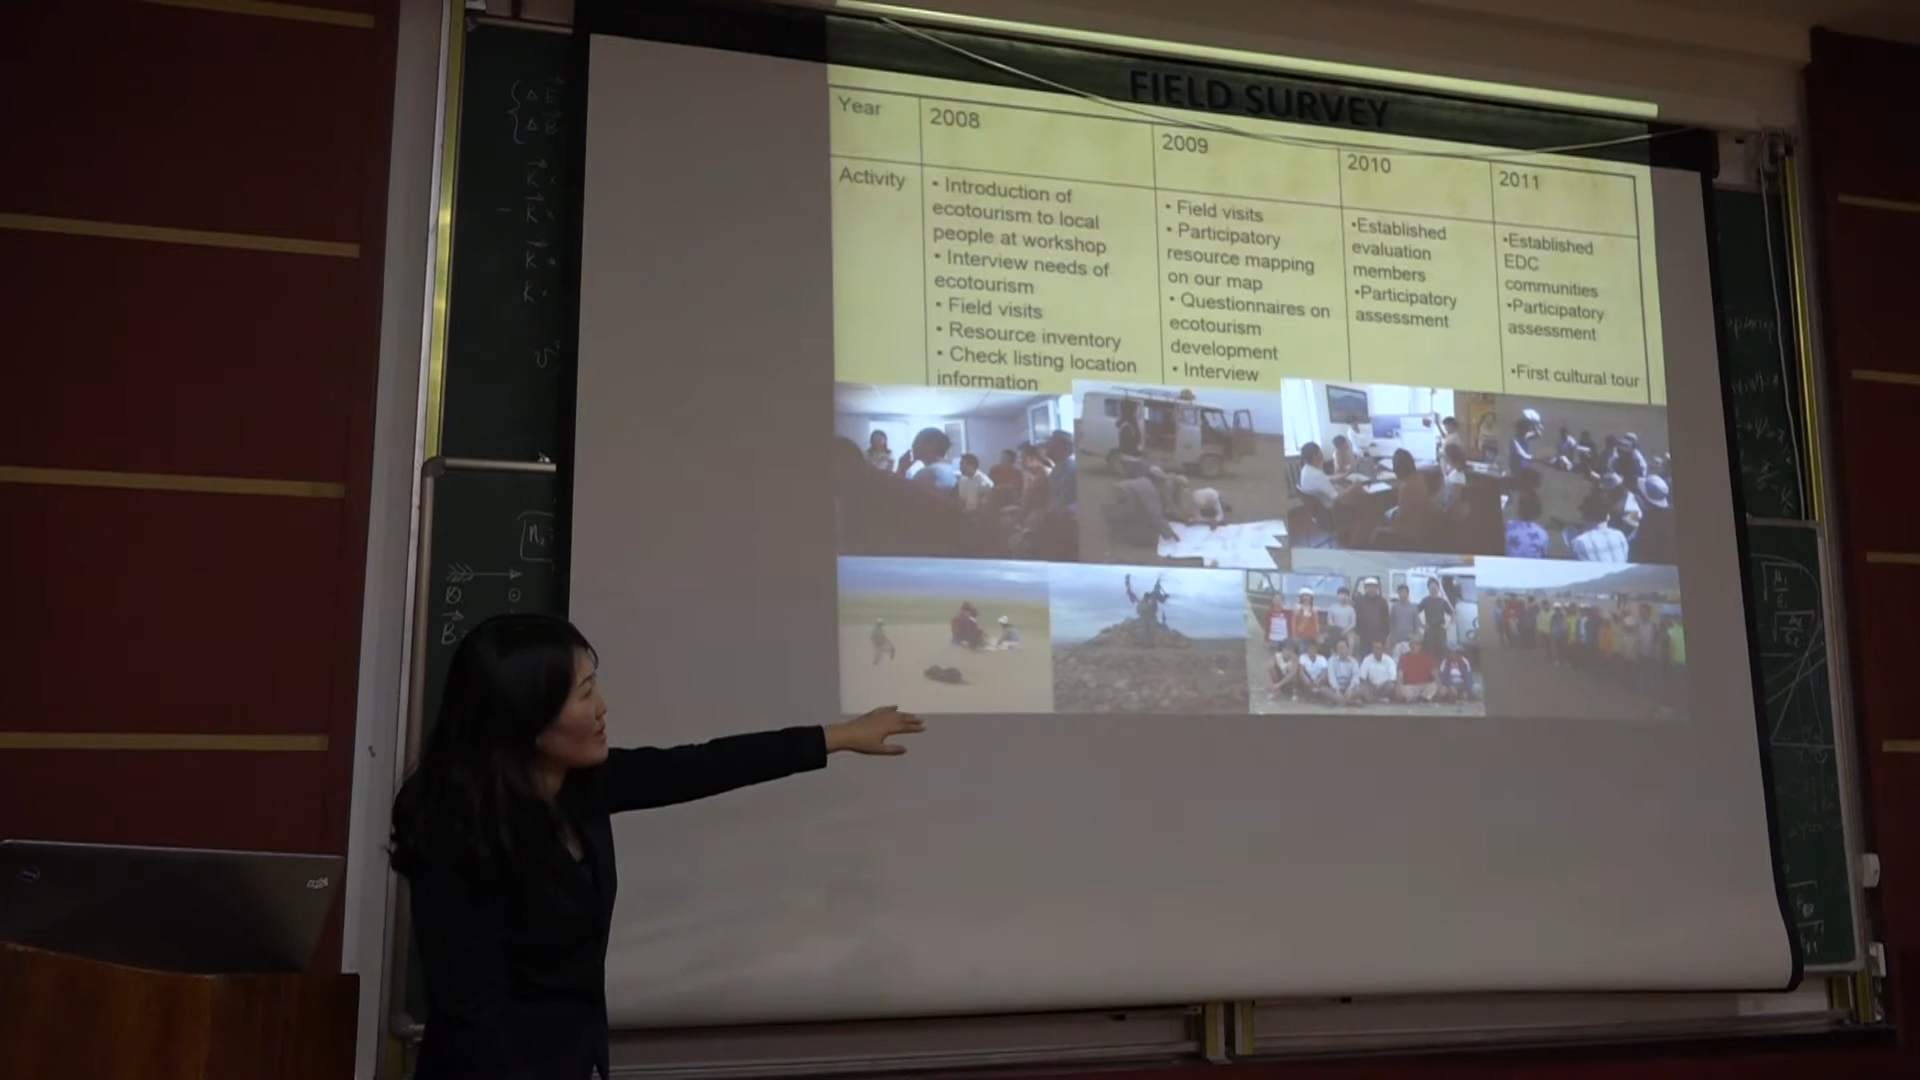 FIELD SURVEY
Year
2008
2009
2010
2011
Activity
• Introduction of
ecotourism to local
people at workshop
• Interview needs of
ecotourism
• Field visits
• Resource inventory
• Check listing location
information
• Field visits
• Participatory
resource mapping
on our map
• Questionnaires on
ecotourism
development
• Interview
•Established
evaluation
members
•Participatory
assessment
•Established
EDC
communities
•Participatory
assessment
•First cultural tour